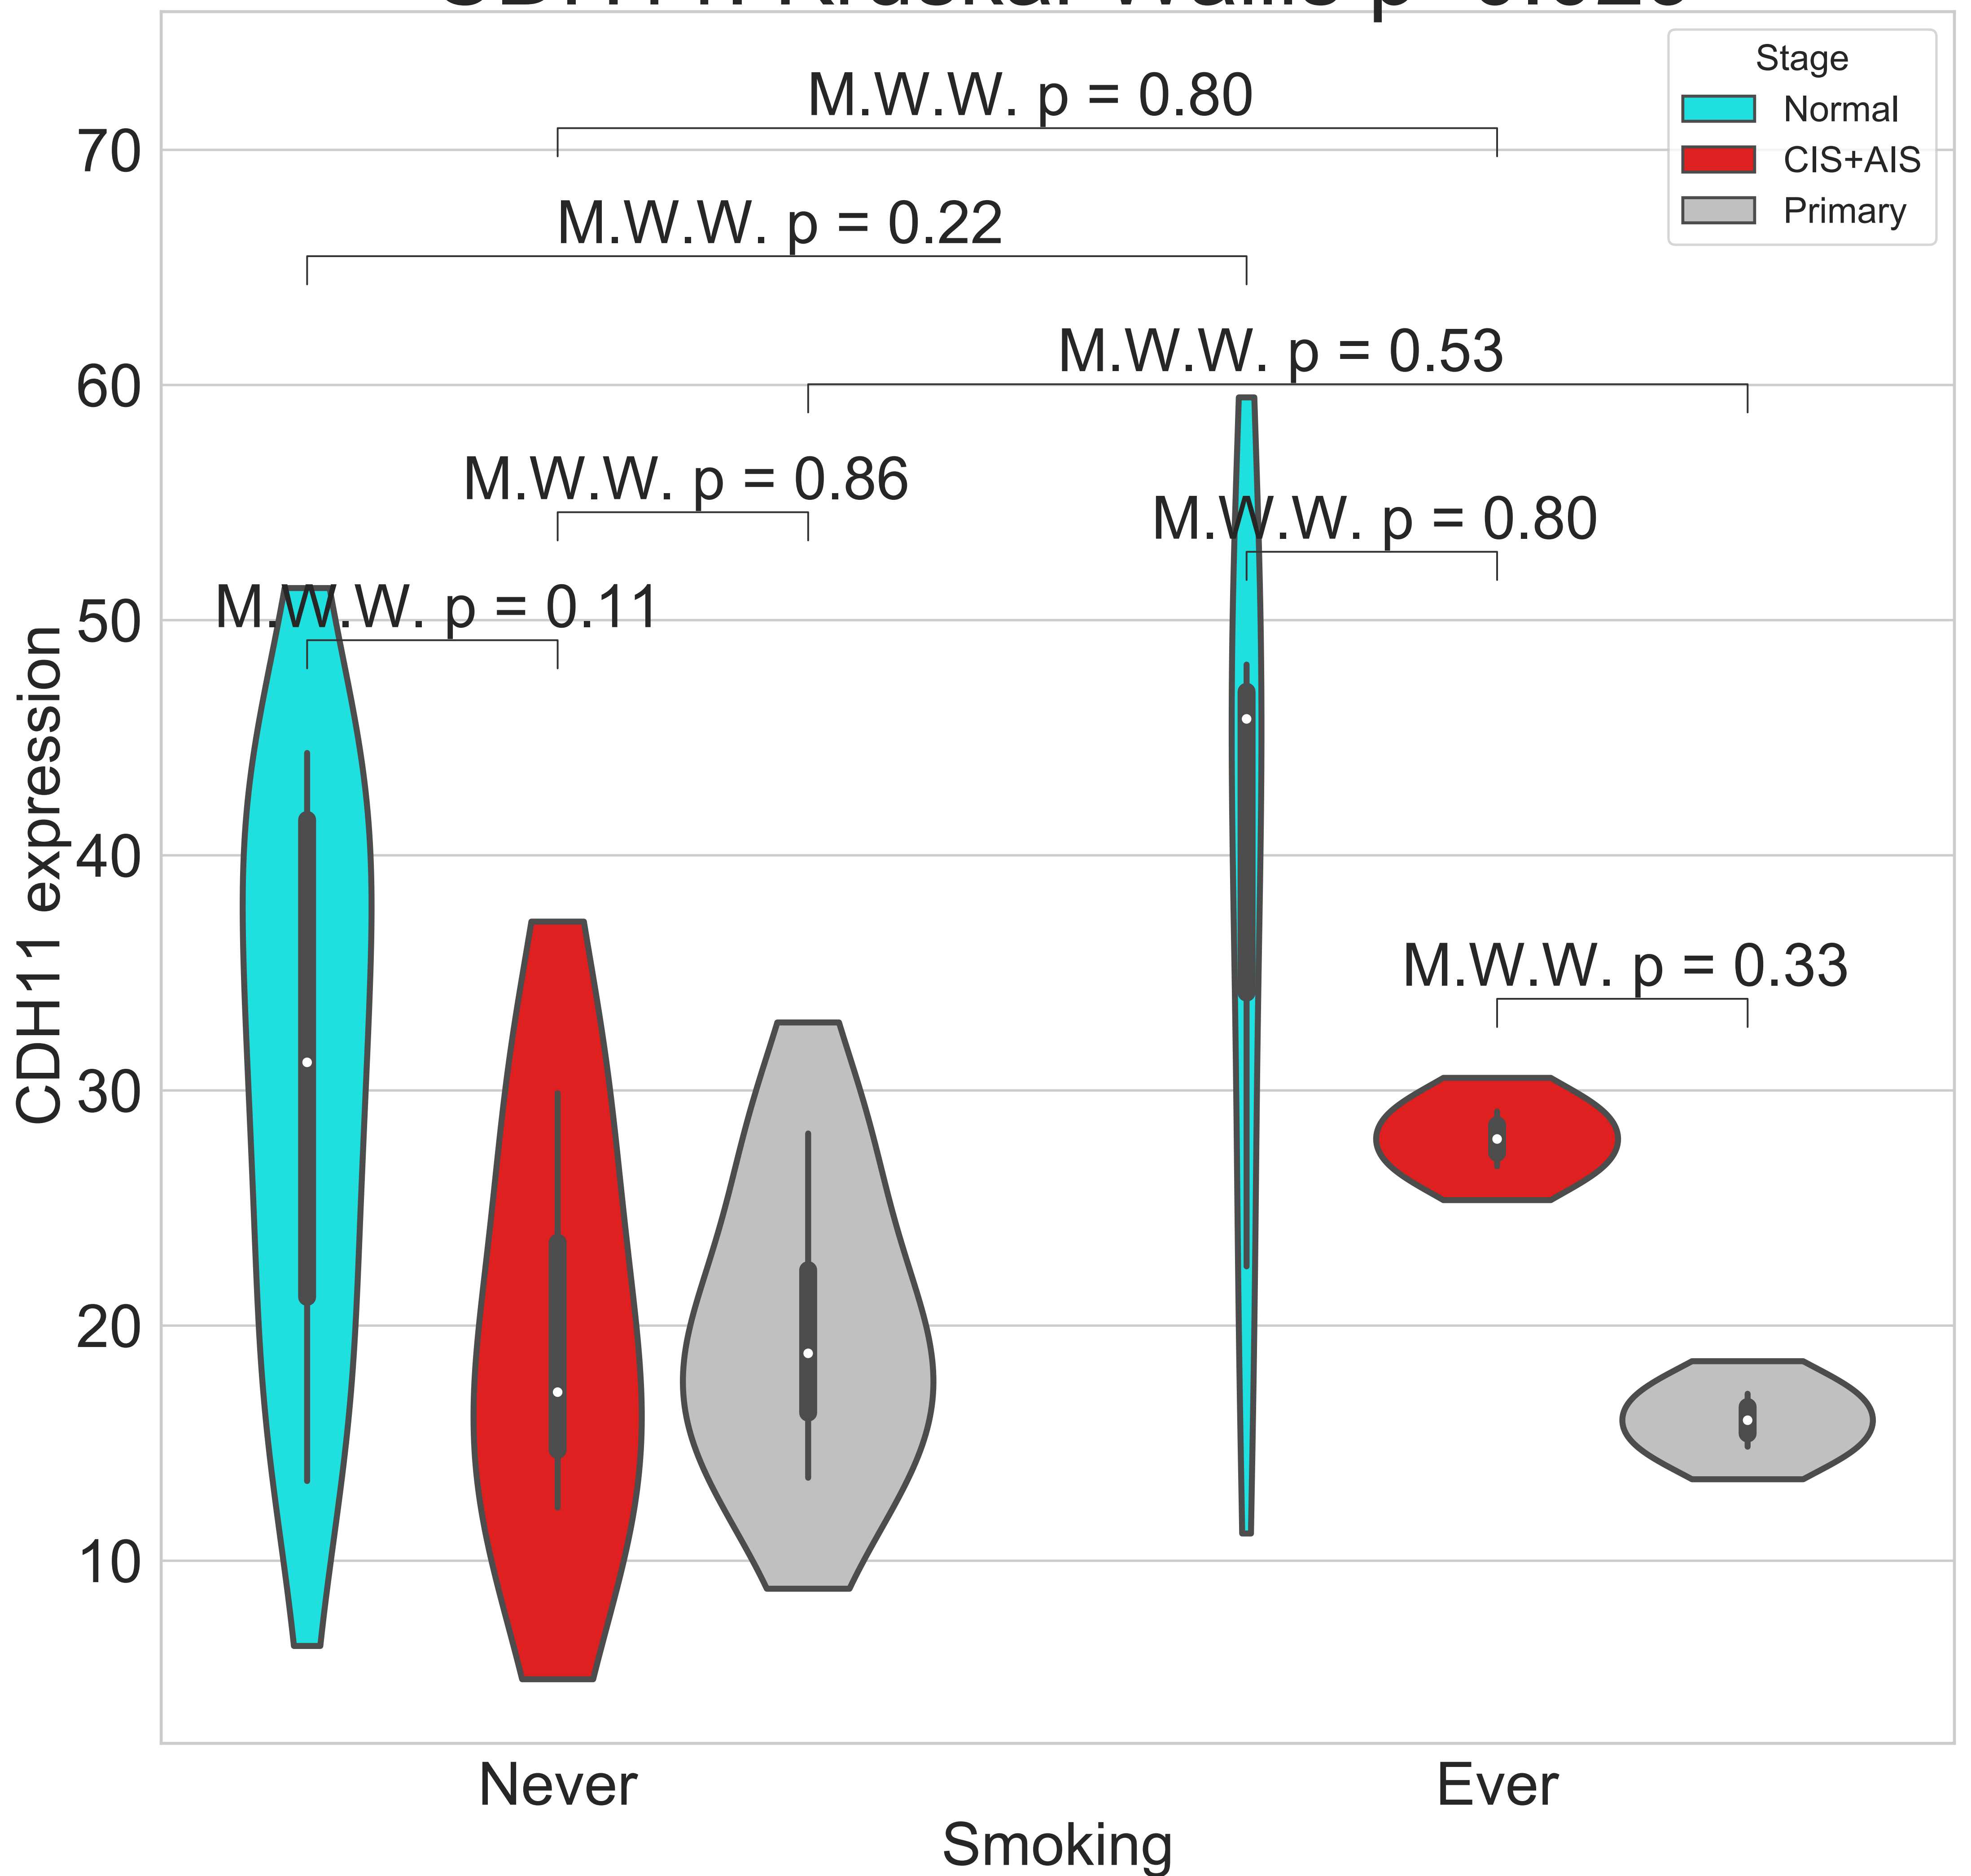 Stage
Normal
CIS+AIS
Primary
M.W.W. p = 0.80
M.W.W. p = 0.22
M.W.W. p = 0.53
M.W.W. p = 0.86
M.W.W. p = 0.80
M.W.W. p = 0.11
M.W.W. p = 0.33
70
60
50
40
30
20
10
CDH11 expression
Never
Ever
Smoking